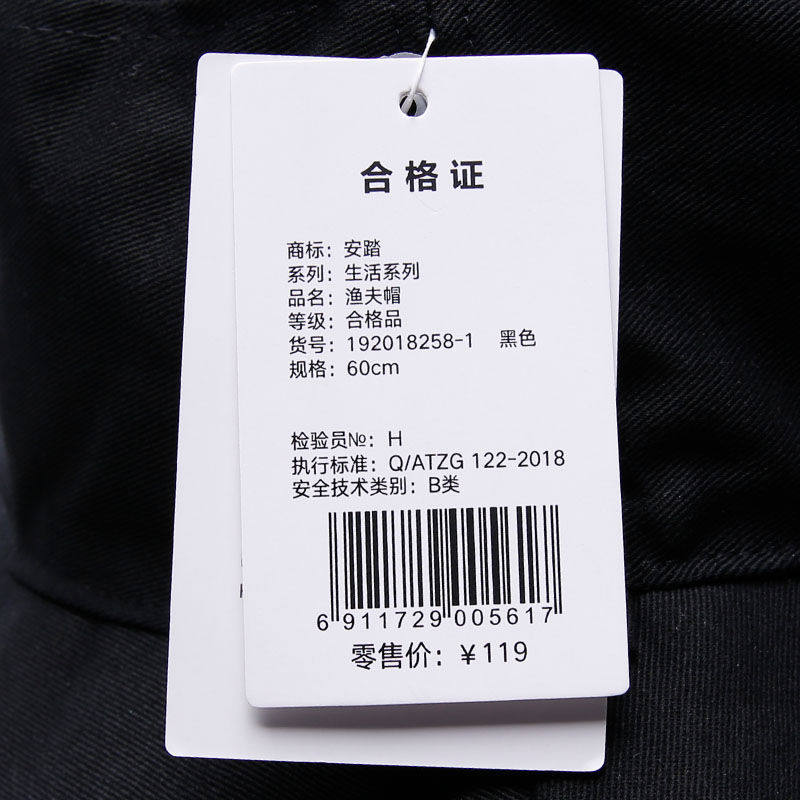 合格证
商标：安踏
系列：生活系列
品名：渔夫帽
等级：合格品
货号：192018258-1 黑色
规格：60cm
检验员№：H
执行标准：Q/ATZG 122-2018
安全技术类别：B类
6 911729 005617
零售价：￥119